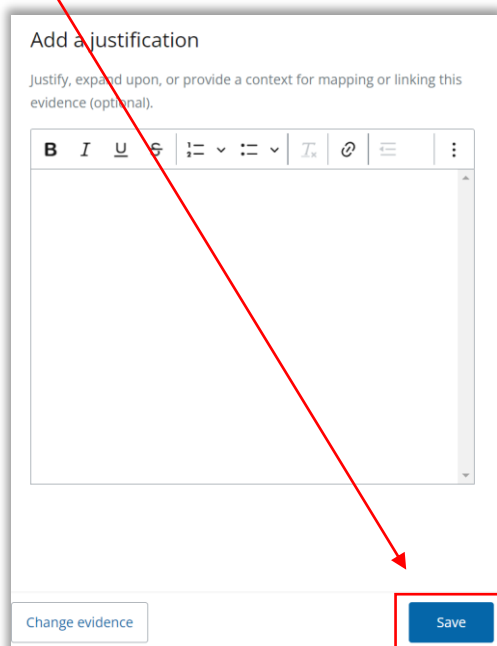 Add a justification
Justify, expand upon, or provide a context for mapping or linking this
evidence (optional).
B I U S
Change evidence
Save